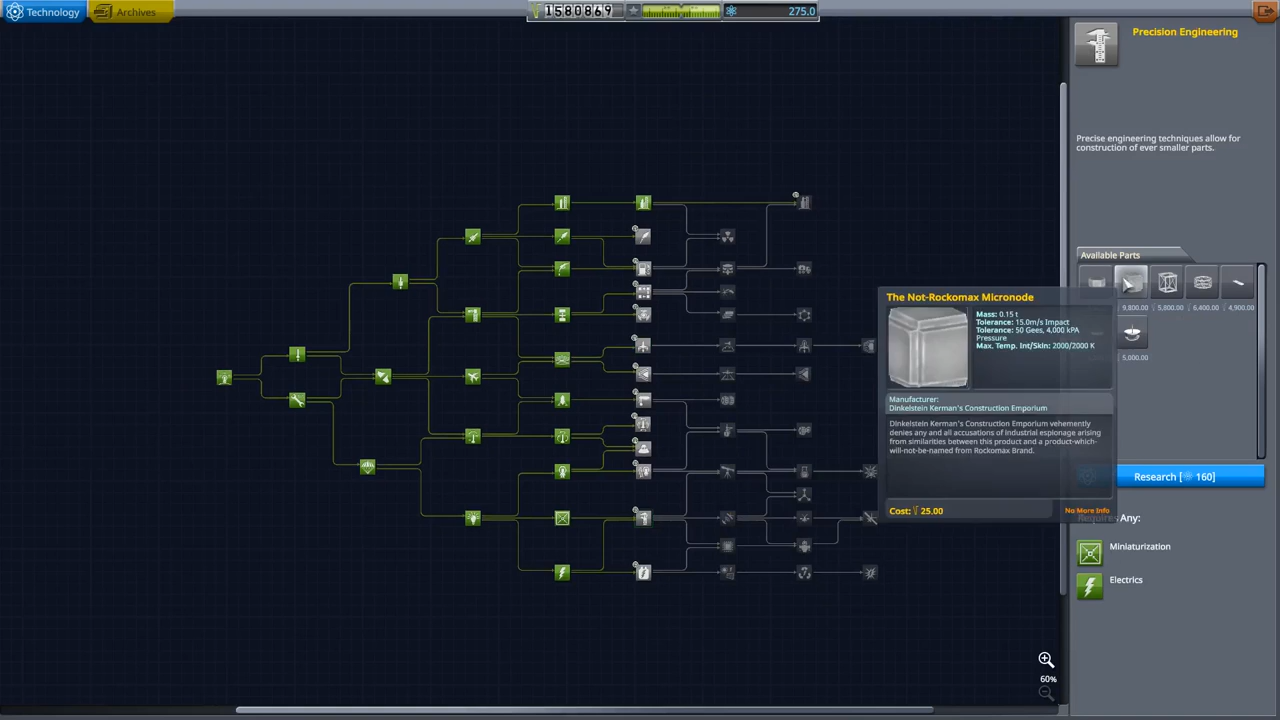 Technology
Archives
1580869
275.0
Precision Engineering
Precise engineering techniques allow for
construction of ever smaller parts.
Available Parts
9,800.00
5,800.00
6,400.00
4,900.00
5,000.00
The Not-Rockomax Micronode
Mass: 0.15 t
Tolerance: 15.0m/s Impact
Tolerance: 50 Gees, 4,000 kPA
Pressure
Max. Temp. Int/Skin: 2000/2000 K
Manufacturer:
Dinkelstein Kerman's Construction Emporium
Dinkelstein Kerman's Construction Emporium vehemently
denies any and all accusations of industrial espionage arising
from similarities between this product and a product-which-
will-not-be-named from Rockomax Brand.
Cost: 25.00
No More Info
Research [ 160]
Requires Any:
Miniaturization
Electrics
60%